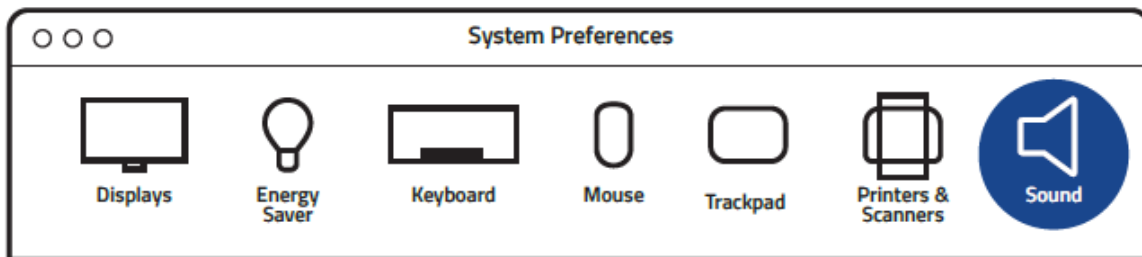 System Preferences
Displays
Energy
Saver
Keyboard
Mouse
Trackpad
Printers &
Scanners
Sound